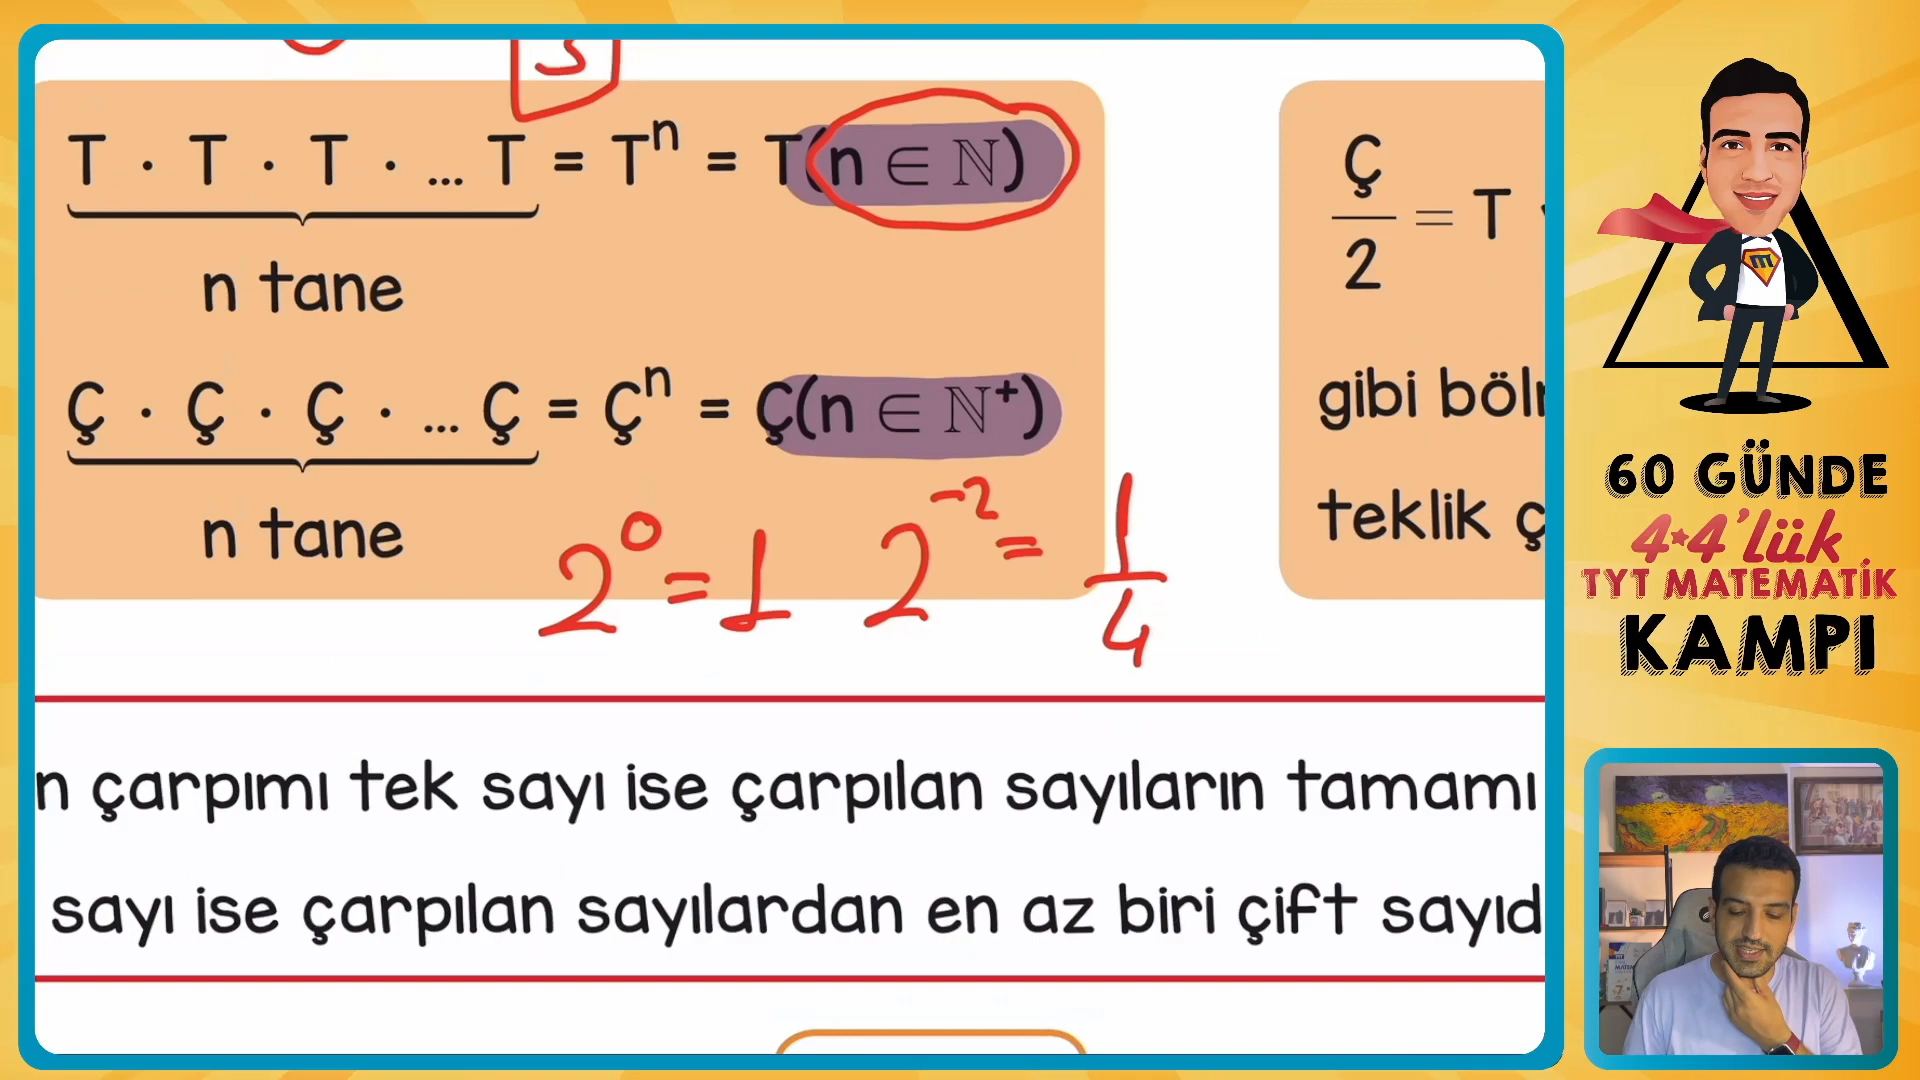 3
T · T · T · ... T = Tⁿ = T(n ∈ ℕ)
n tane
Ç · Ç · Ç · ... Ç = Çⁿ = Ç(n ∈ ℕ⁺)
n tane
2⁰ = 1 2⁻² = 1/4
Ç/2 = T
gibi böl
teklik ç
n çarpımı tek sayı ise çarpılan sayıların tamamı
sayı ise çarpılan sayılardan en az biri çift sayıd
m
60 GÜNDE
4★4'lük
TYT MATEMATİK
KAMPI